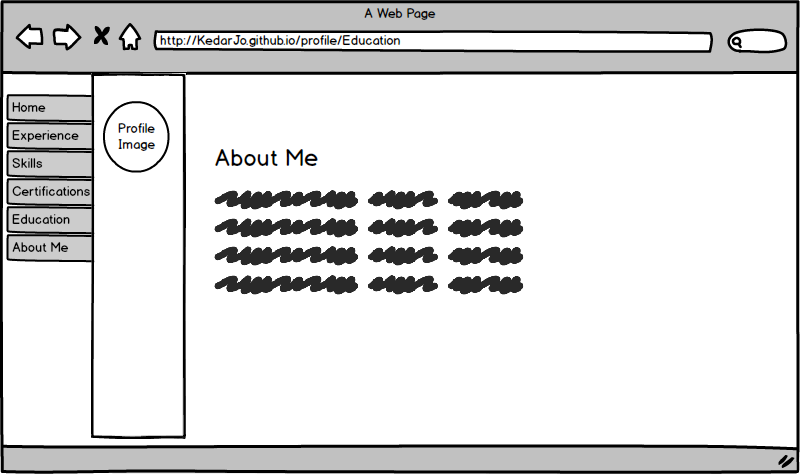 A Web Page
http://KedarJo.github.io/profile/Education
Home
Experience
Skills
Certifications
Education
About Me
Profile
Image
About Me